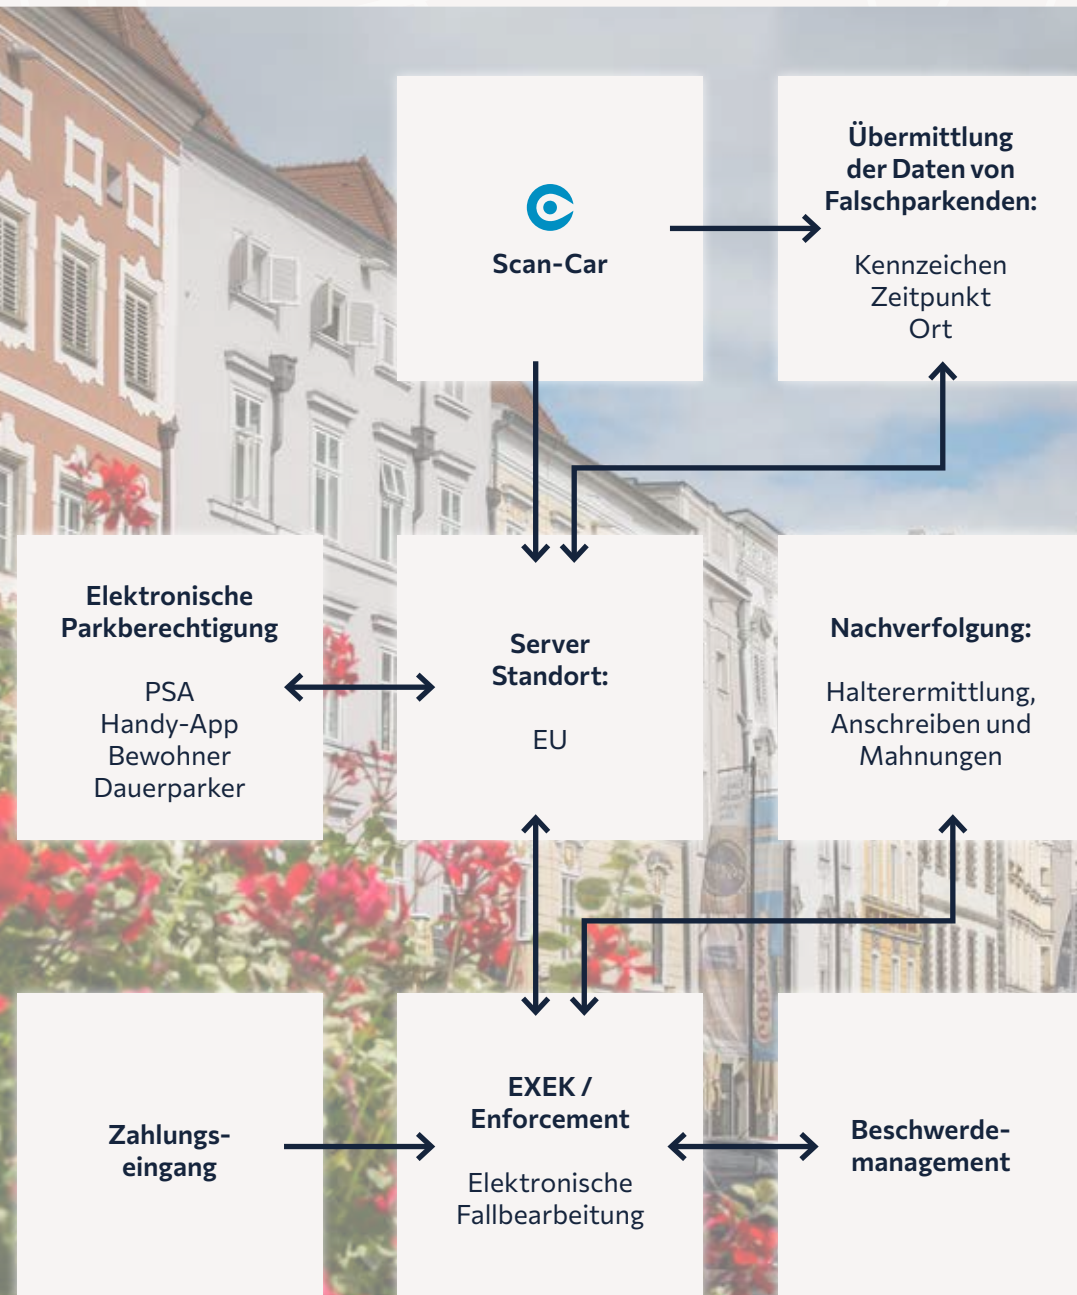 Scan-Car
Übermittlung
der Daten von
Falschparkenden:
Kennzeichen
Zeitpunkt
Ort
Elektronische
Parkberechtigung
PSA
Handy-App
Bewohner
Dauerparker
Server
Standort:
EU
Nachverfolgung:
Halterermittlung,
Anschreiben und
Mahnungen
Zahlungs-
eingang
EXEK /
Enforcement
Elektronische
Fallbearbeitung
Beschwerde-
management